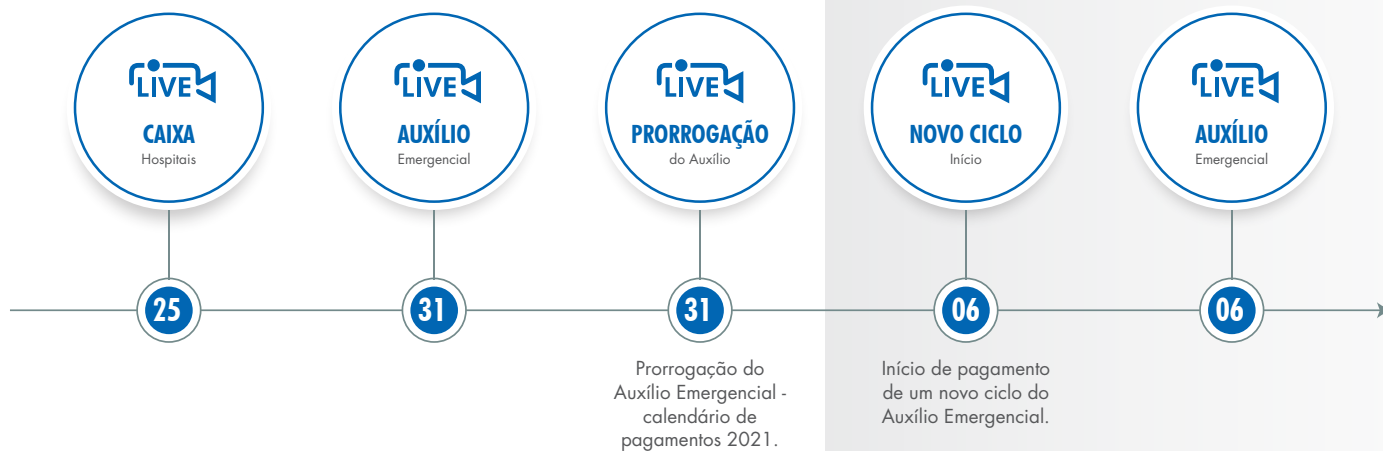 LIVE
CAIXA
Hospitais
25
LIVE
AUXÍLIO
Emergencial
31
LIVE
PRORROGAÇÃO
do Auxílio
31
Prorrogação do
Auxílio Emergencial -
calendário de
pagamentos 2021.
LIVE
NOVO CICLO
Início
06
Início de pagamento
de um novo ciclo do
Auxílio Emergencial.
LIVE
AUXÍLIO
Emergencial
06